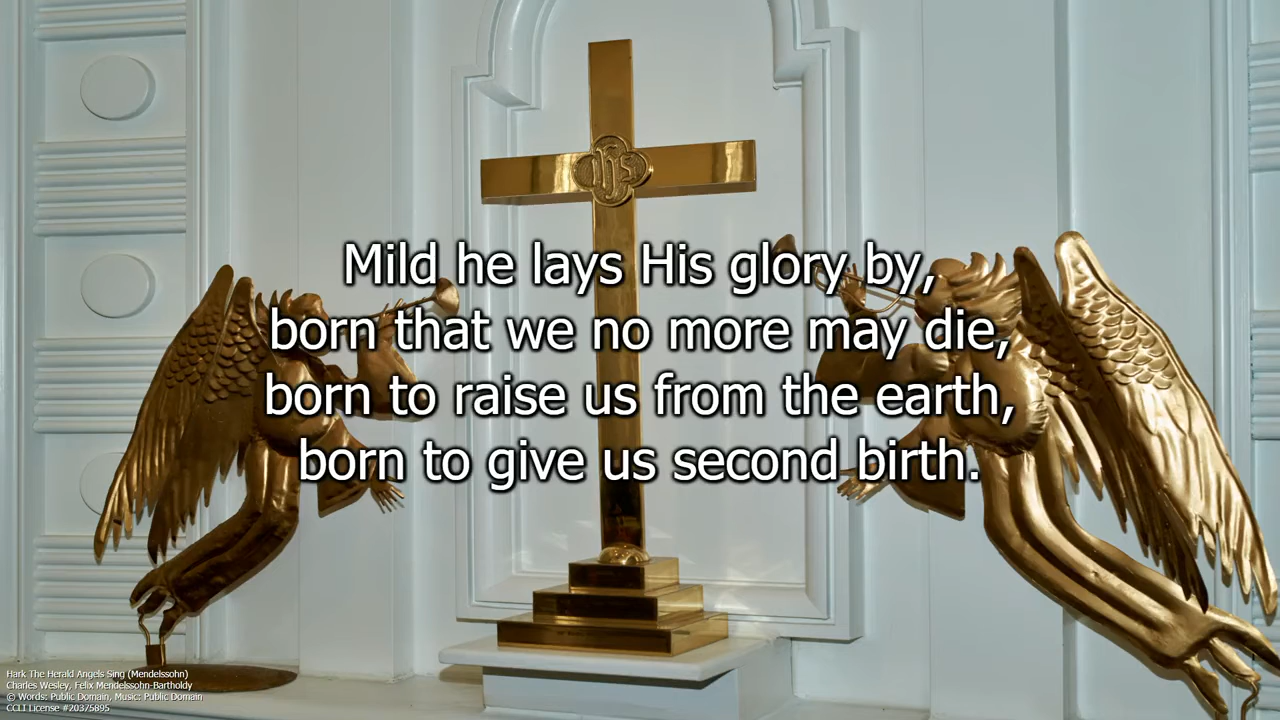 IHS
Mild he lays His glory by,
born that we no more may die,
born to raise us from the earth,
born to give us second birth.
Hark The Herald Angels Sing (Mendelssohn)
Charles Wesley, Felix Mendelssohn-Bartholdy
© Words: Public Domain, Music: Public Domain
CCLI License #20375895